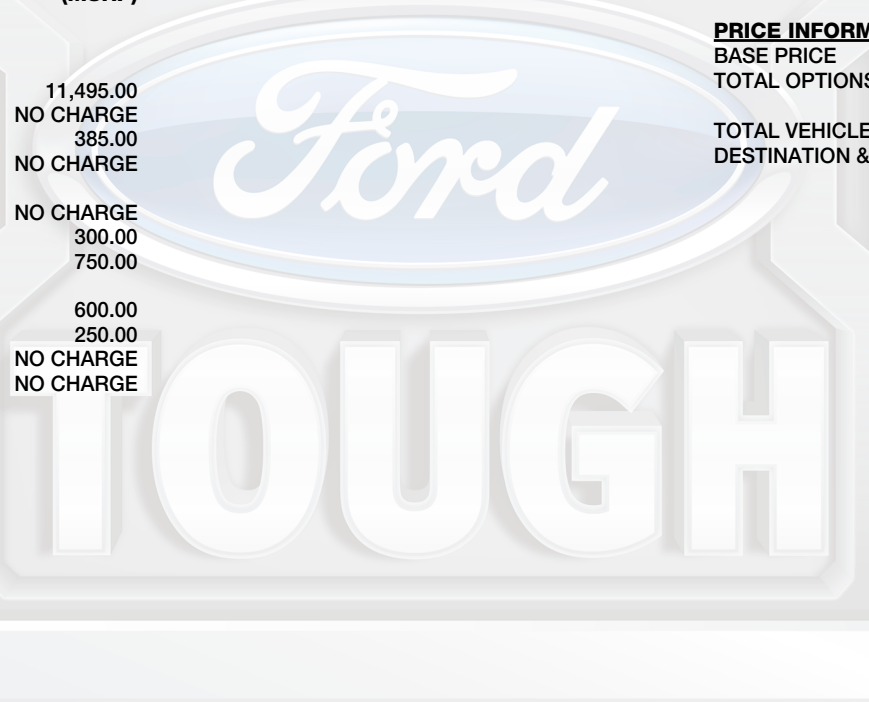 (MSRP)
11,495.00
NO CHARGE
385.00
NO CHARGE
NO CHARGE
300.00
750.00
600.00
250.00
NO CHARGE
NO CHARGE
PRICE INFORM
BASE PRICE
TOTAL OPTIONS
TOTAL VEHICLE
DESTINATION &
Ford
TOUGH